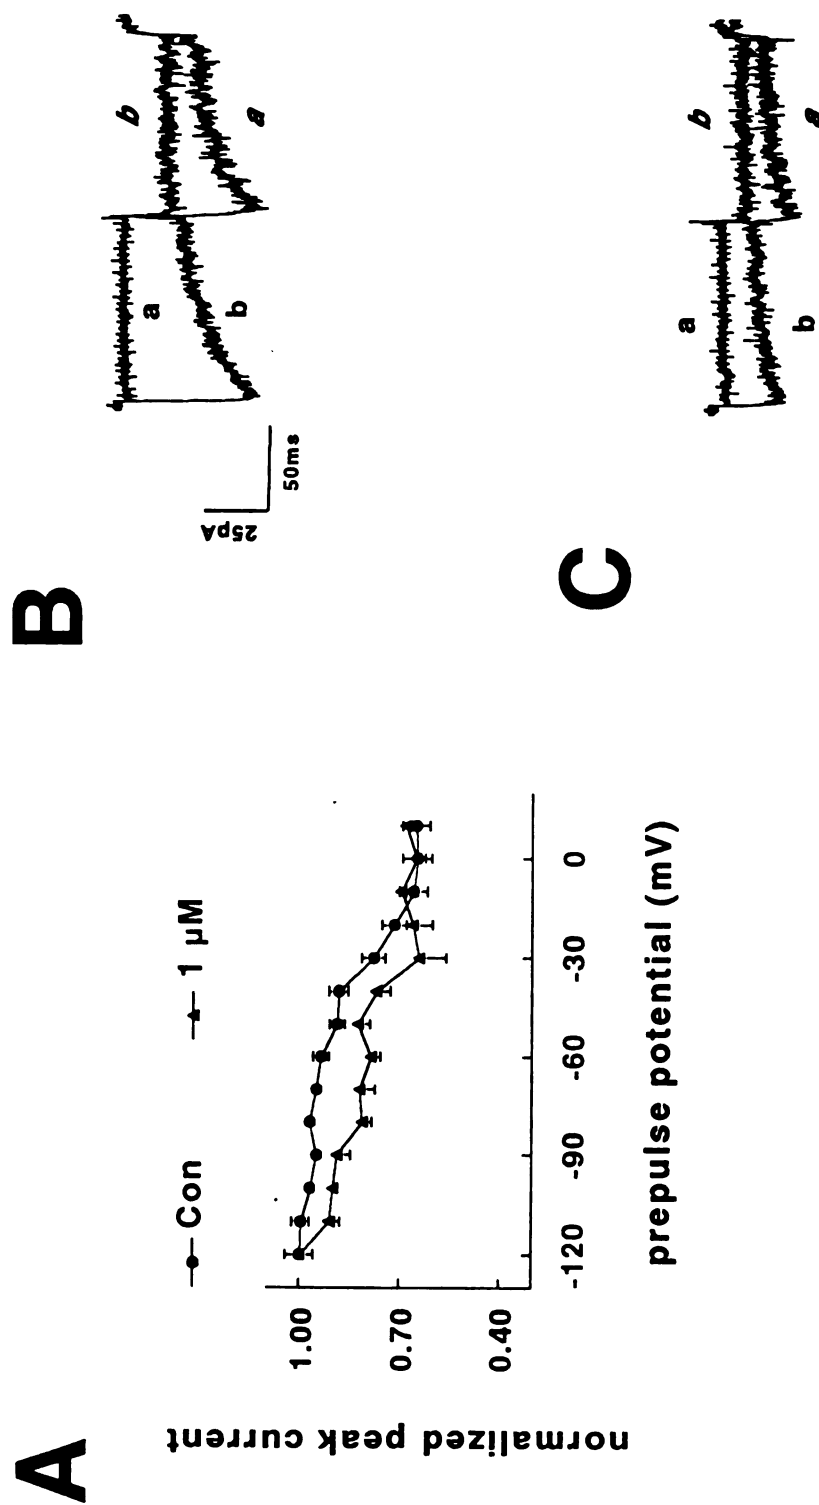 A
Con
1 µM
normalized peak current
1.00
0.70
0.40
-120
-90
-60
-30
0
prepulse potential (mV)
B
25pA
50ms
a
b
b
a
C
a
b
b
a